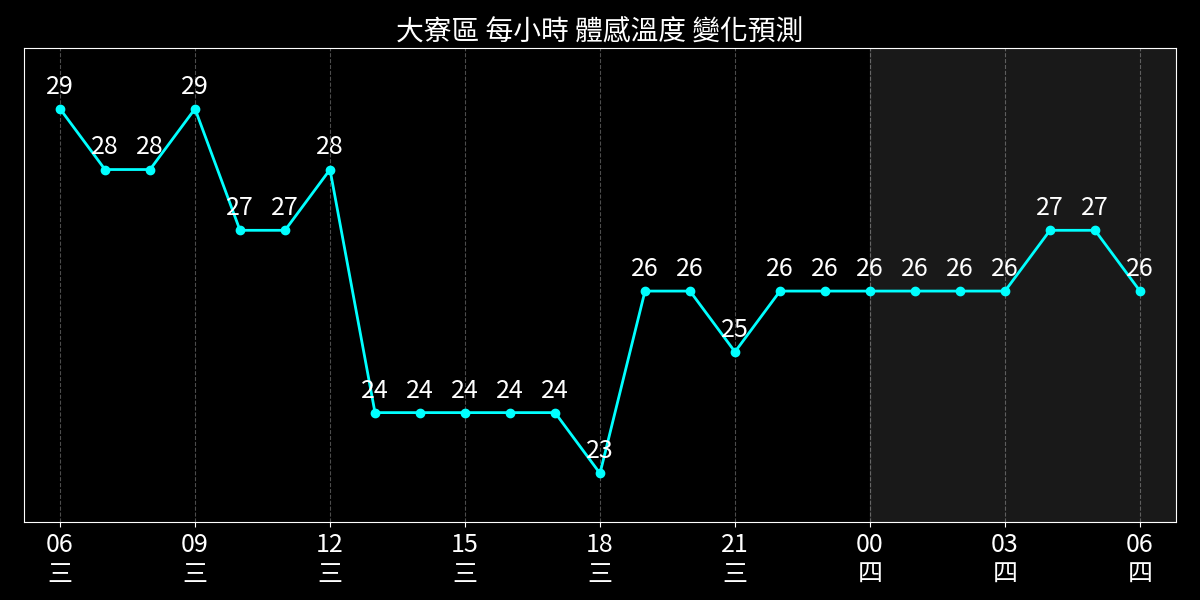 大寮區 每小時 體感溫度 變化預測
29 28 28 29 27 27 28 24 24 24 24 24 23 26 26 25 26 26 26 26 26 26 27 27 26
06 09 12 15 18 21 00 03 06
三 三 三 三 三 三 四 四 四